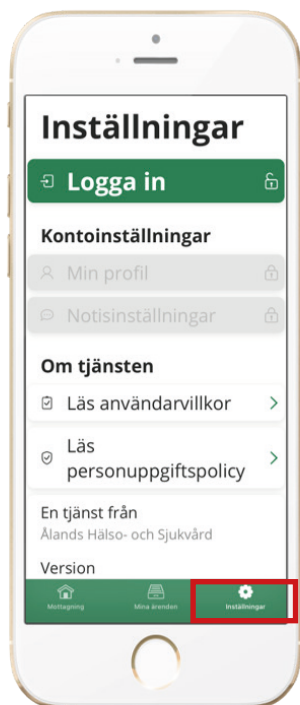 Inställningar
Logga in
Kontoinställningar
Min profil
Notisinställningar
Om tjänsten
Läs användarvillkor
Läs
personuppgiftspolicy
En tjänst från
Ålands Hälso- och Sjukvård
Version
Mottagning Mina ärenden Inställningar